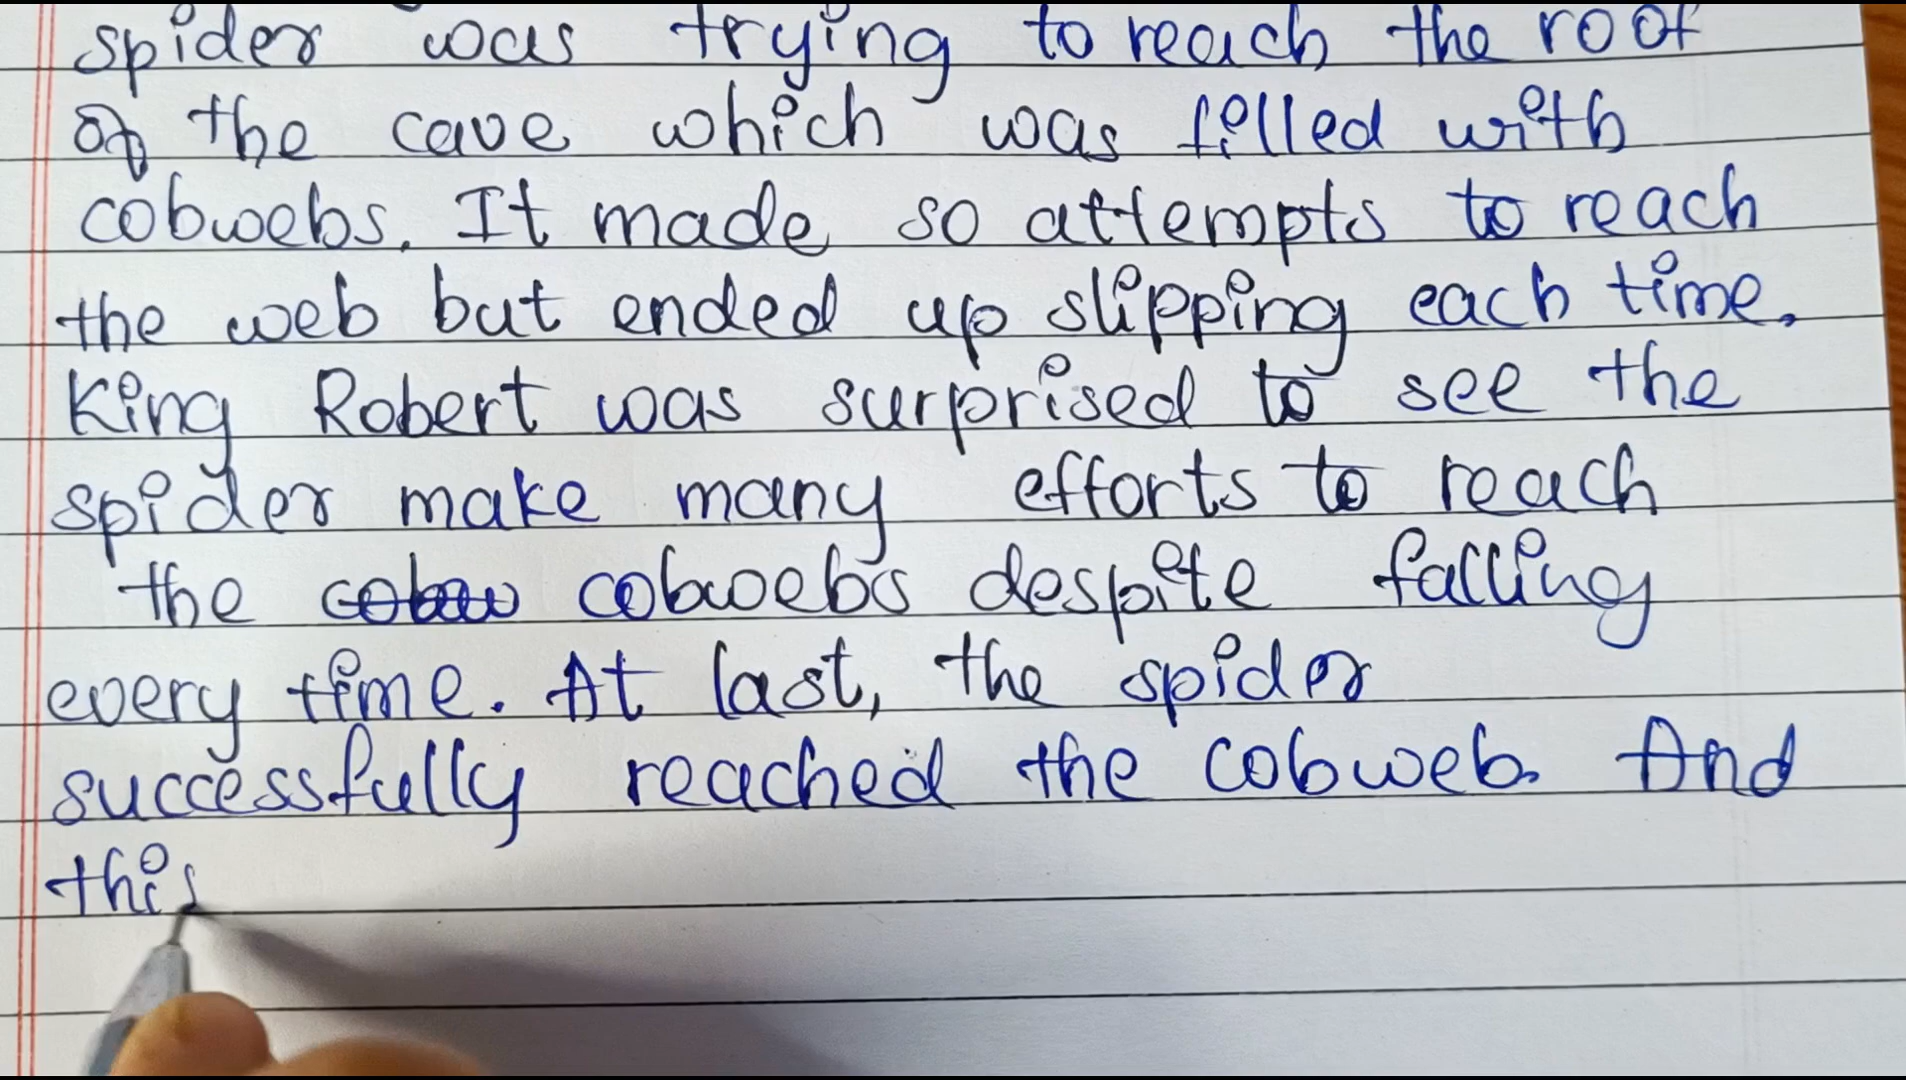 spider was trying to reach the roof
of the cave which was filled with
cobwebs. It made so attempts to reach
the web but ended up slipping each time.
King Robert was surprised to see the
spider make many efforts to reach
the cobw cobwebs despite falling
every time. At last, the spider
successfully reached the cobweb. And
this